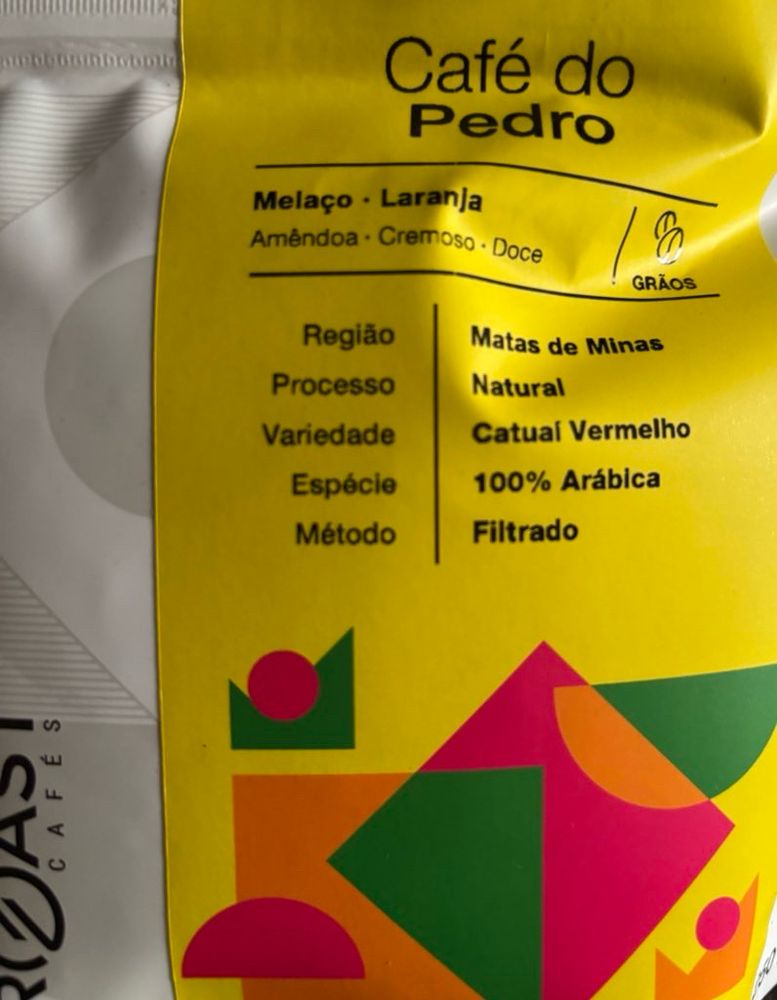 Café do
Pedro
Melaço · Laranja
Amêndoa · Cremoso · Doce
GRÃOS
Região Matas de Minas
Processo Natural
Variedade Catuaí Vermelho
Espécie 100% Arábica
Método Filtrado
CAFÉS